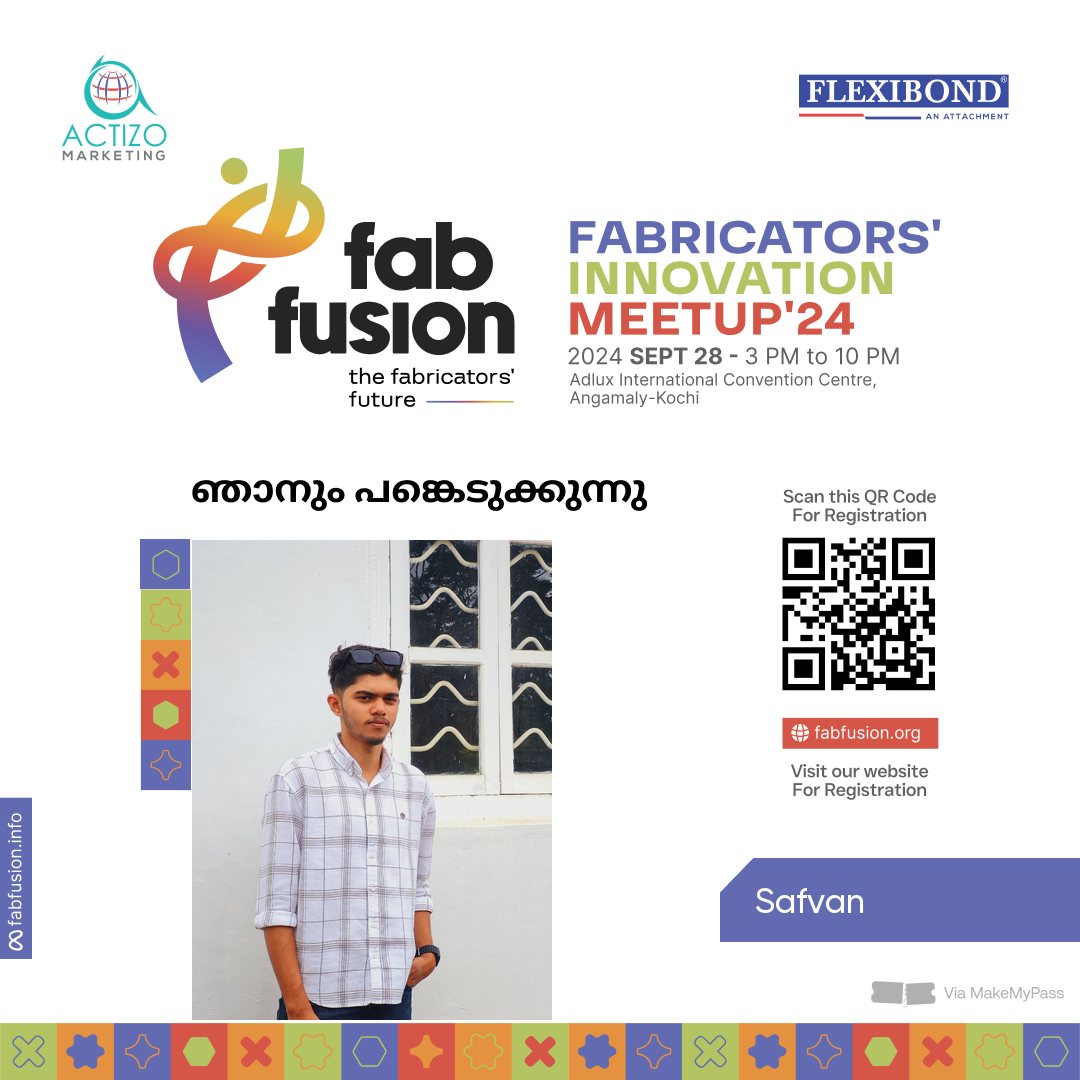 ACTIZO
MARKETING
FLEXIBOND®
AN ATTACHMENT
fab
fusion
the fabricators'
future
FABRICATORS'
INNOVATION
MEETUP'24
2024 SEPT 28 - 3 PM to 10 PM
Adlux International Convention Centre,
Angamaly-Kochi
ഞാനും പങ്കെടുക്കുന്നു
Scan this QR Code
For Registration
fabfusion.org
Visit our website
For Registration
fabfusion.info
Safvan
Via MakeMyPass